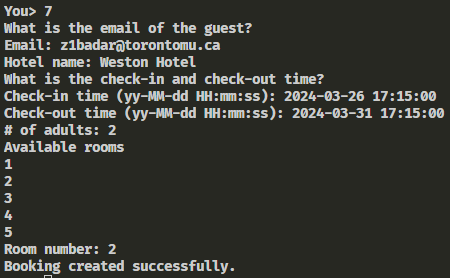 You> 7
What is the email of the guest?
Email: z1badar@torontomu.ca
Hotel name: Weston Hotel
What is the check-in and check-out time?
Check-in time (yy-MM-dd HH:mm:ss): 2024-03-26 17:15:00
Check-out time (yy-MM-dd HH:mm:ss): 2024-03-31 17:15:00
# of adults: 2
Available rooms
1
2
3
4
5
Room number: 2
Booking created successfully.